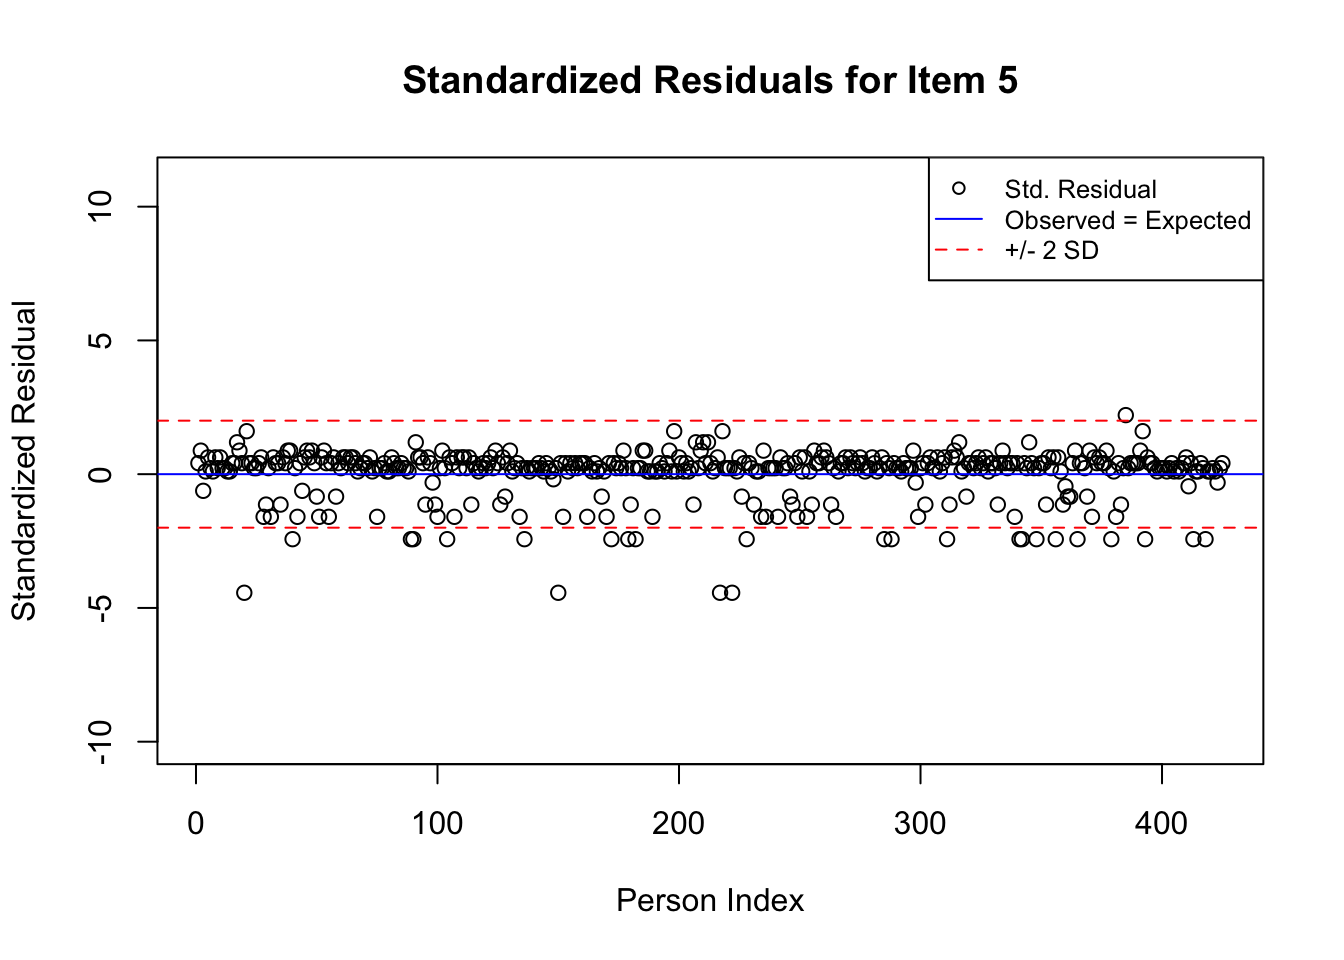 Standardized Residuals for Item 5
Std. Residual
Observed = Expected
+/- 2 SD
Standardized Residual
10
5
0
-5
-10
0 100 200 300 400
Person Index